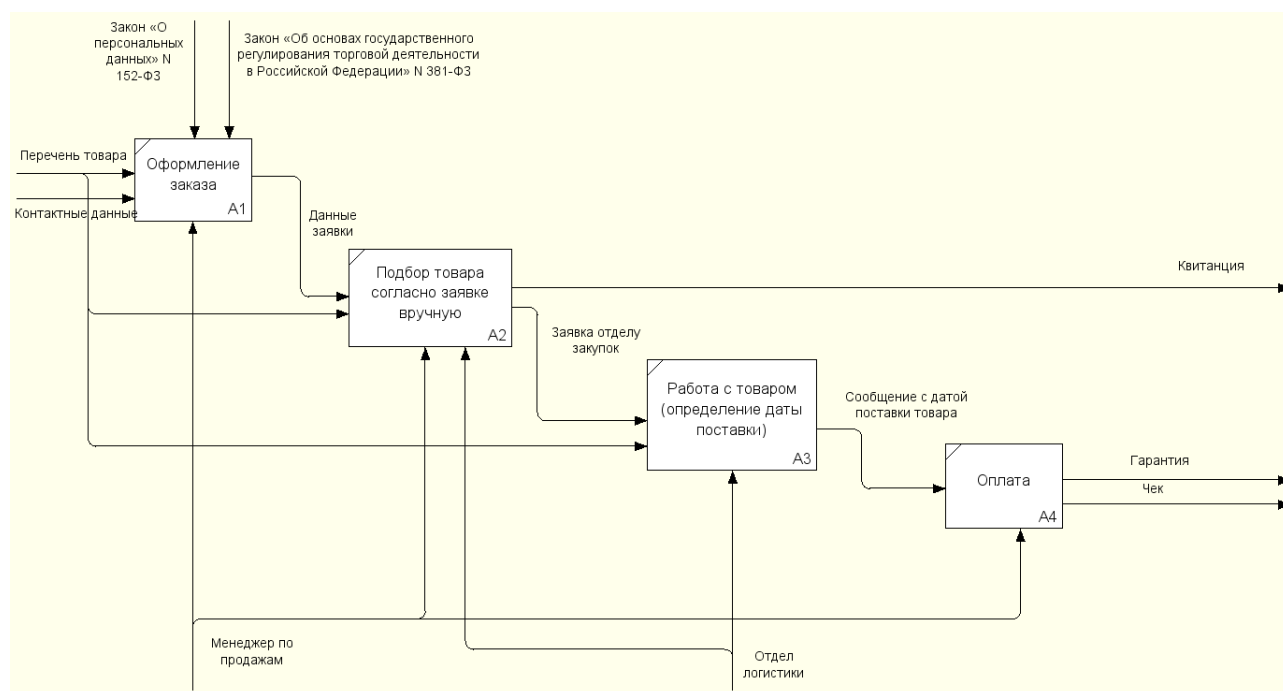 Закон «О
персональных
данных» N
152-ФЗ
Закон «Об основах государственного
регулирования торговой деятельности
в Российской Федерации» N 381-ФЗ
Перечень товара
Контактные данные
Оформление
заказа
A1
Данные
заявки
Подбор товара
согласно заявке
вручную
A2
Квитанция
Заявка отделу
закупок
Работа с товаром
(определение даты
поставки)
A3
Сообщение с датой
поставки товара
Оплата
A4
Гарантия
Чек
Менеджер по
продажам
Отдел
логистики